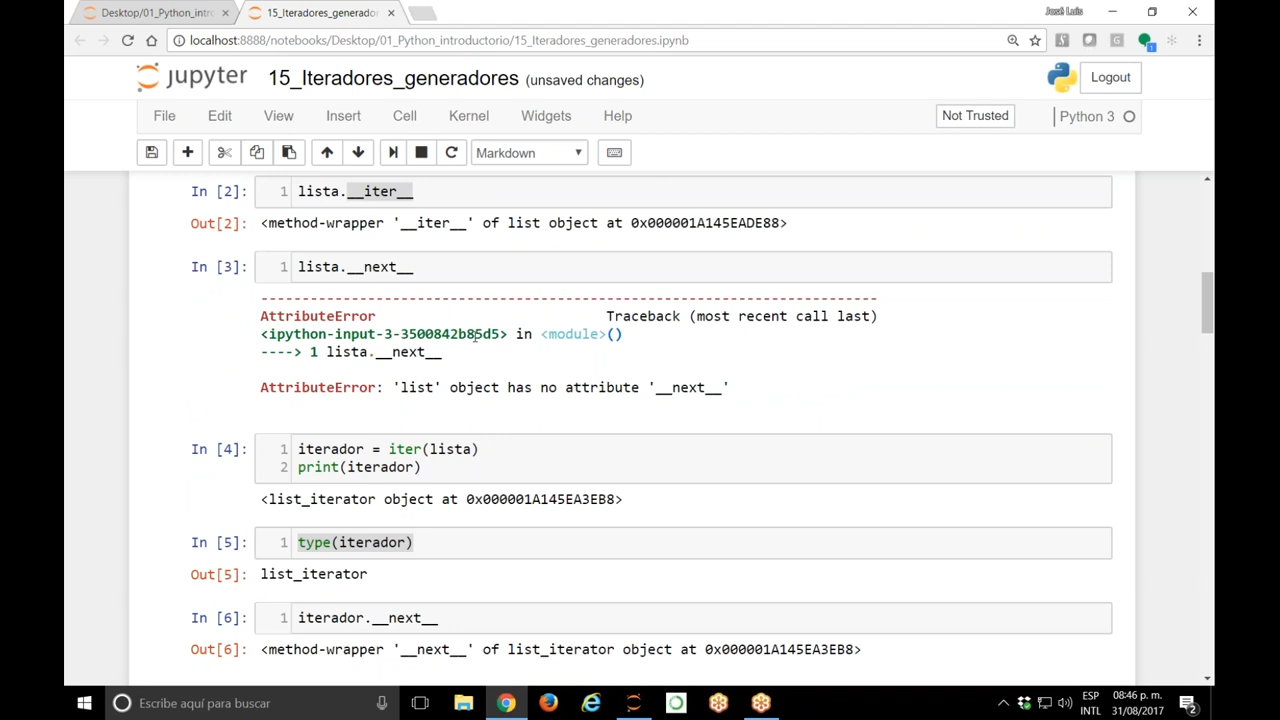 Desktop/01_Python_intro
15_Iteradores_generador
José Luis
localhost:8888/notebooks/Desktop/01_Python_introductorio/15_Iteradores_generadores.ipynb
jupyter 15_Iteradores_generadores (unsaved changes)
Logout
File Edit View Insert Cell Kernel Widgets Help
Not Trusted
Python 3
Markdown
In [2]: 1 lista.__iter__
Out[2]: <method-wrapper '__iter__' of list object at 0x000001A145EADE88>
In [3]: 1 lista.__next__
---------------------------------------------------------------------------
AttributeError Traceback (most recent call last)
<ipython-input-3-3500842b85d5> in <module>()
----> 1 lista.__next__
AttributeError: 'list' object has no attribute '__next__'
In [4]: 1 iterador = iter(lista)
2 print(iterador)
<list_iterator object at 0x000001A145EA3EB8>
In [5]: 1 type(iterador)
Out[5]: list_iterator
In [6]: 1 iterador.__next__
Out[6]: <method-wrapper '__next__' of list_iterator object at 0x000001A145EA3EB8>
Escribe aquí para buscar
ESP
INTL
08:46 p. m.
31/08/2017
2